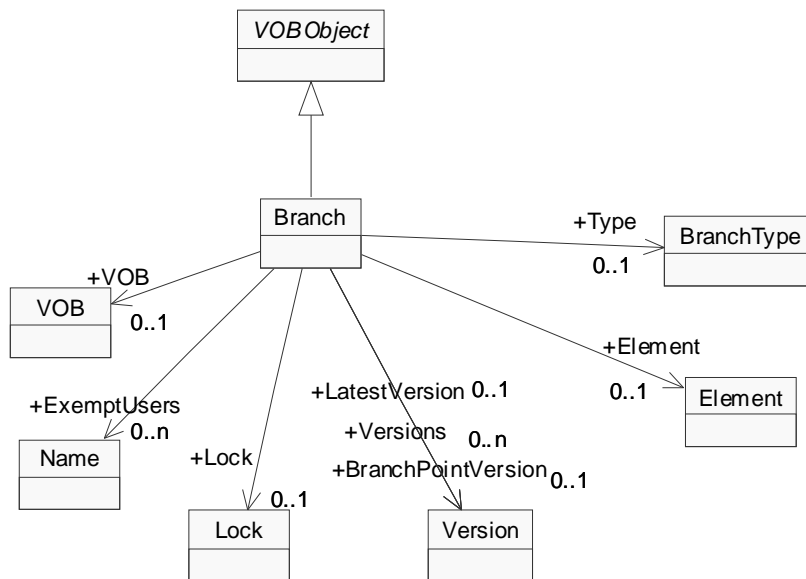 VOBObject
Branch
+Type
BranchType
0..1
+VOB
VOB
0..1
+Element
0..1
Element
+LatestVersion 0..1
+ExemptUsers
0..n
+Versions 0..n
Name
+Lock
+BranchPointVersion 0..1
0..1
Lock
Version